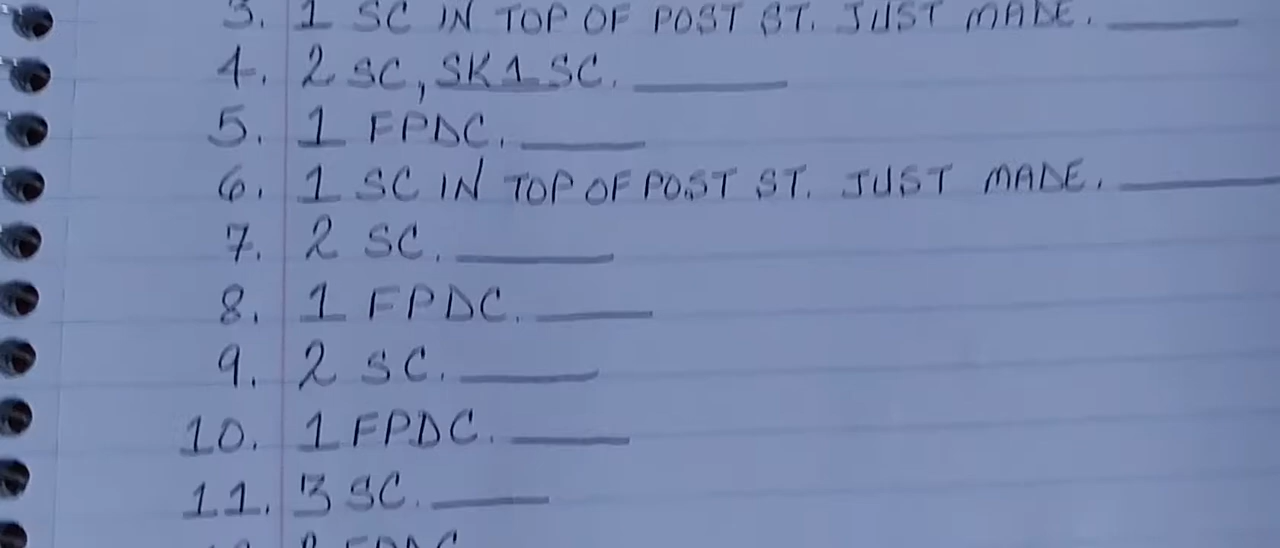 3. 1 SC IN TOP OF POST ST. JUST MADE.
4. 2 SC, SK 1 SC.
5. 1 FPDC.
6. 1 SC IN TOP OF POST ST. JUST MADE.
7. 2 SC.
8. 1 FPDC.
9. 2 SC.
10. 1 FPDC.
11. 3 SC.
FPDC